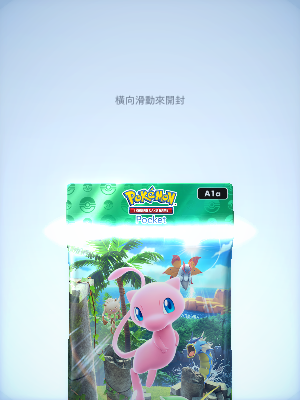 橫向滑動來開封
Pokémon
TRADING CARD GAME
Pocket
A1a